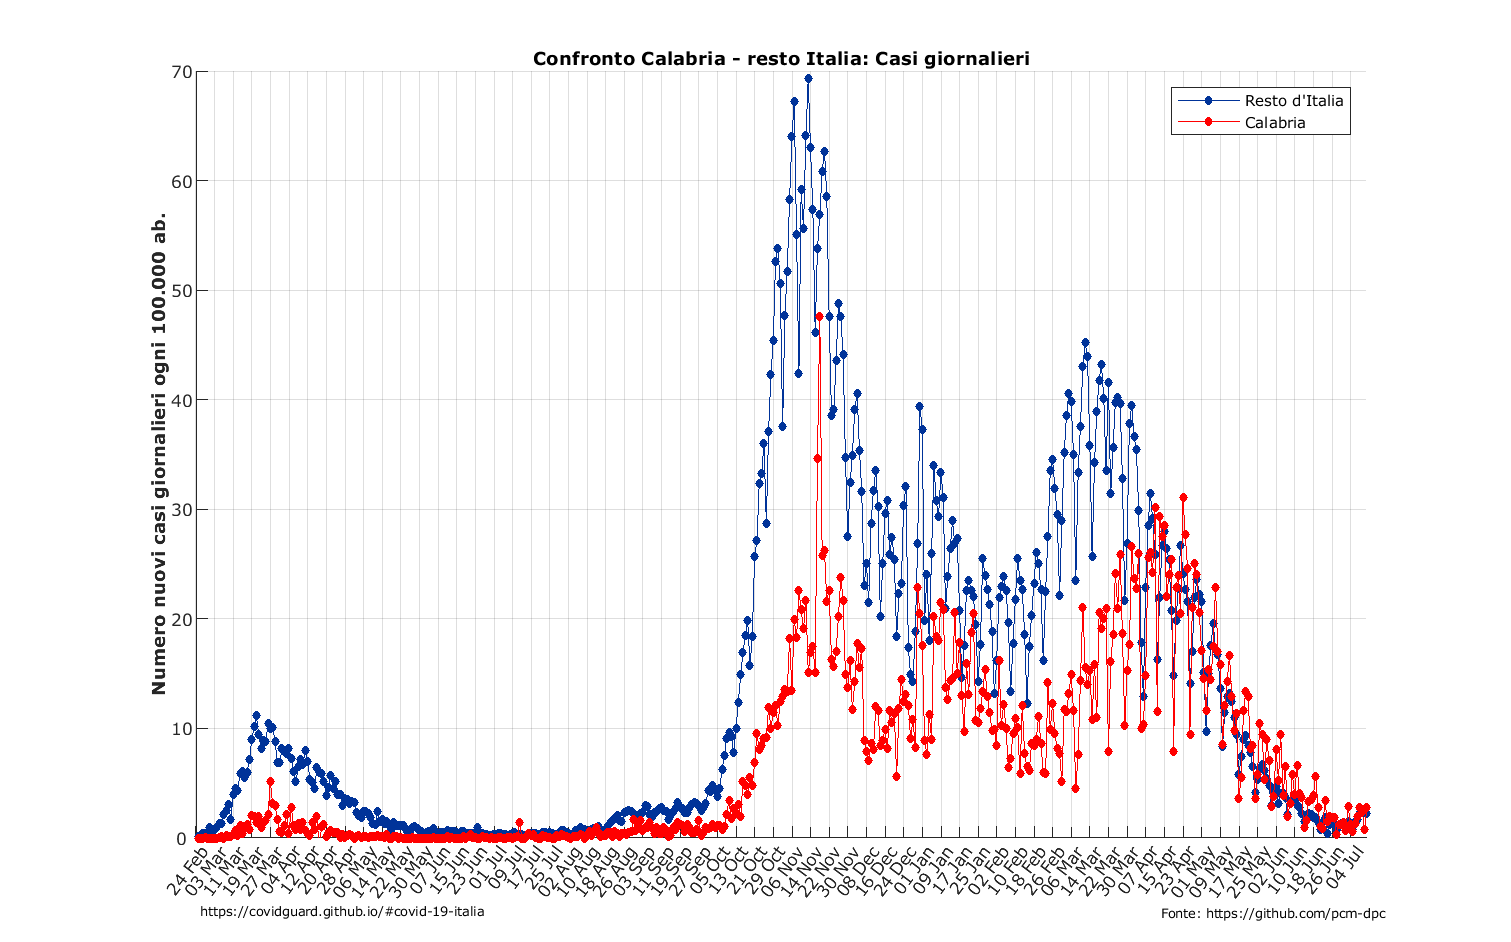 Confronto Calabria - resto Italia: Casi giornalieri
Resto d'Italia
Calabria
Numero nuovi casi giornalieri ogni 100.000 ab.
70
60
50
40
30
20
10
0
24 Feb
03 Mar
11 Mar
19 Mar
27 Mar
04 Apr
12 Apr
20 Apr
28 Apr
06 May
14 May
22 May
30 May
07 Jun
15 Jun
23 Jun
01 Jul
09 Jul
17 Jul
25 Jul
02 Aug
10 Aug
18 Aug
26 Aug
03 Sep
11 Sep
19 Sep
27 Sep
05 Oct
13 Oct
21 Oct
29 Oct
06 Nov
14 Nov
22 Nov
30 Nov
08 Dec
16 Dec
24 Dec
01 Jan
09 Jan
17 Jan
25 Jan
02 Feb
10 Feb
18 Feb
26 Feb
06 Mar
14 Mar
22 Mar
30 Mar
07 Apr
15 Apr
23 Apr
01 May
09 May
17 May
25 May
02 Jun
10 Jun
18 Jun
26 Jun
04 Jul
https://covidguard.github.io/#covid-19-italia
Fonte: https://github.com/pcm-dpc